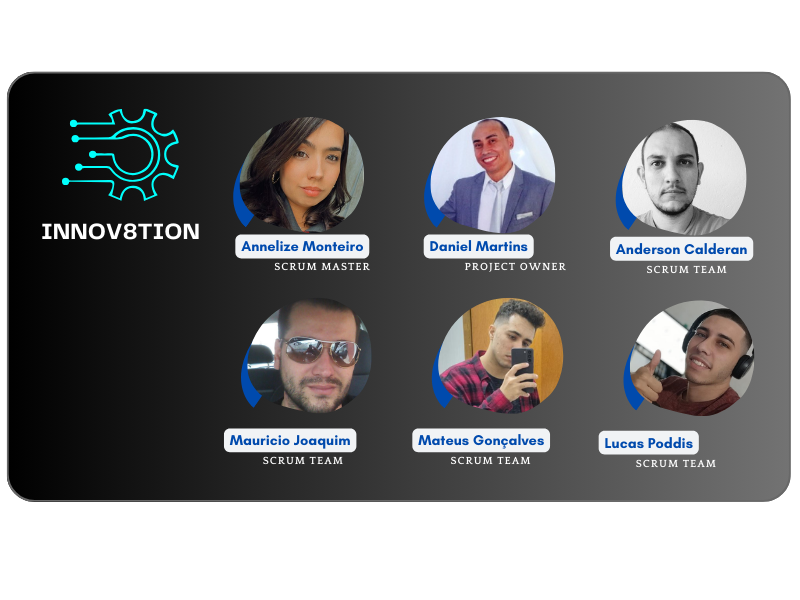 INNOV8TION
Annelize Monteiro
SCRUM MASTER
Daniel Martins
PROJECT OWNER
Anderson Calderan
SCRUM TEAM
Mauricio Joaquim
SCRUM TEAM
Mateus Gonçalves
SCRUM TEAM
Lucas Poddis
SCRUM TEAM